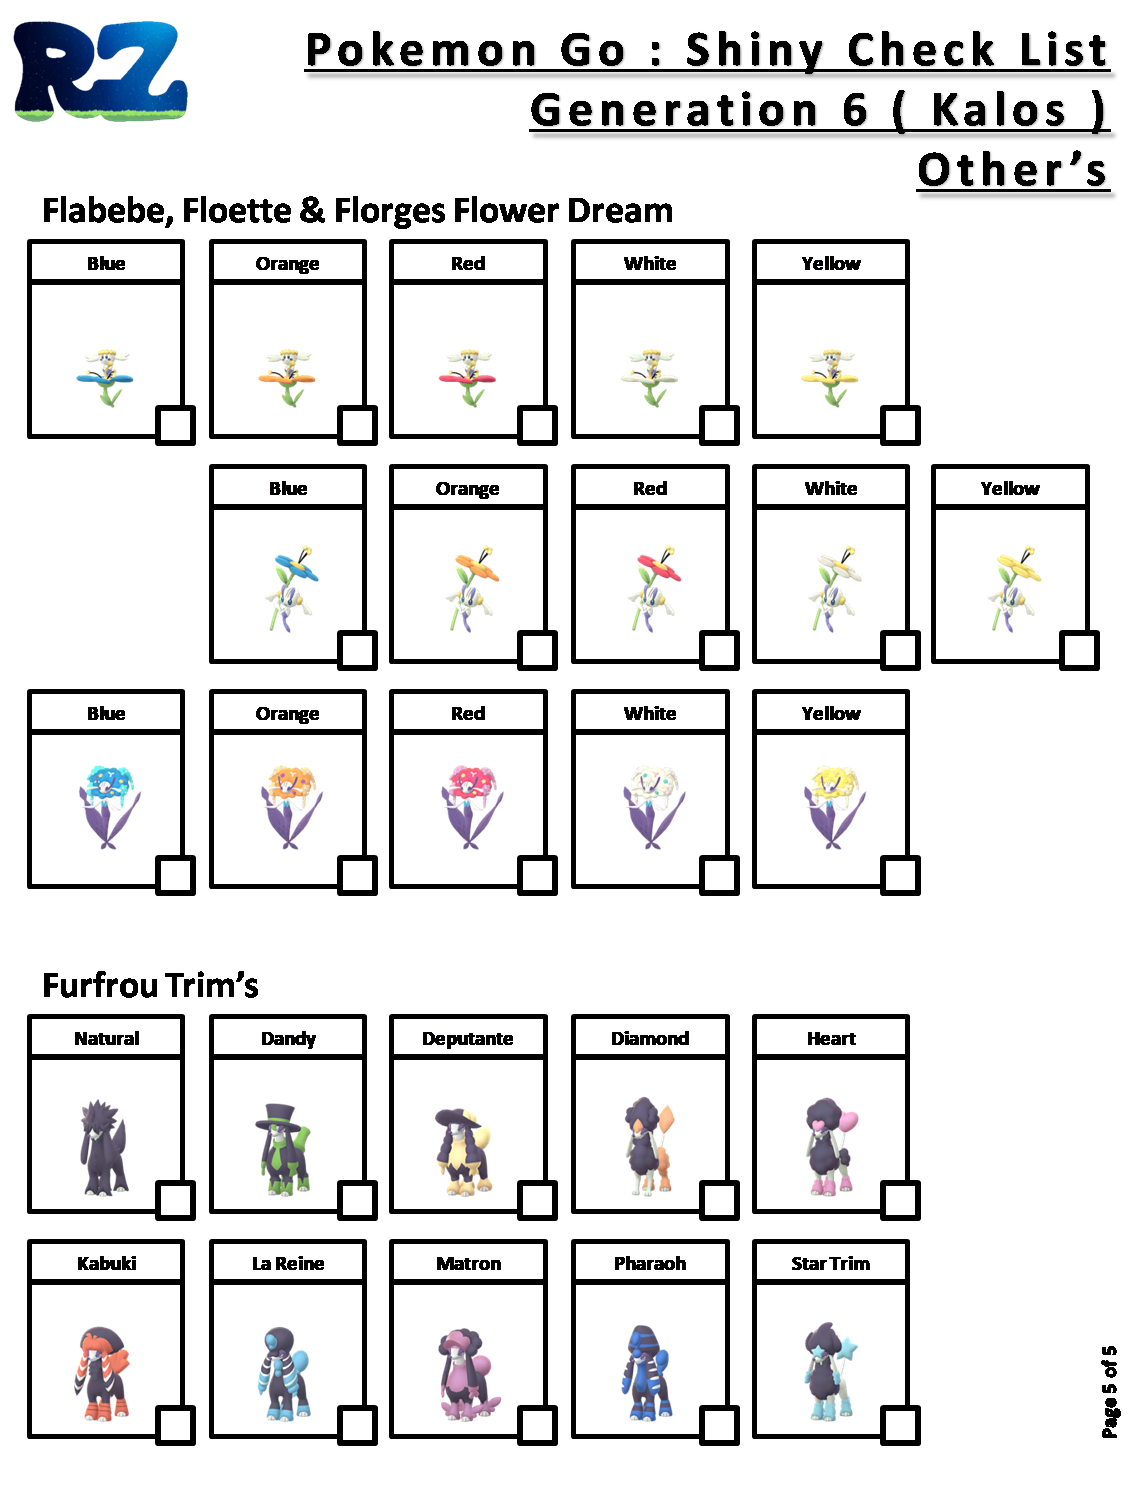 RZ
Pokemon Go : Shiny Check List
Generation 6 ( Kalos )
Other's
Flabebe, Floette & Florges Flower Dream
Blue Orange Red White Yellow
Blue Orange Red White Yellow
Blue Orange Red White Yellow
Furfrou Trim's
Natural Dandy Deputante Diamond Heart
Kabuki La Reine Matron Pharaoh Star Trim
Page 5 of 5